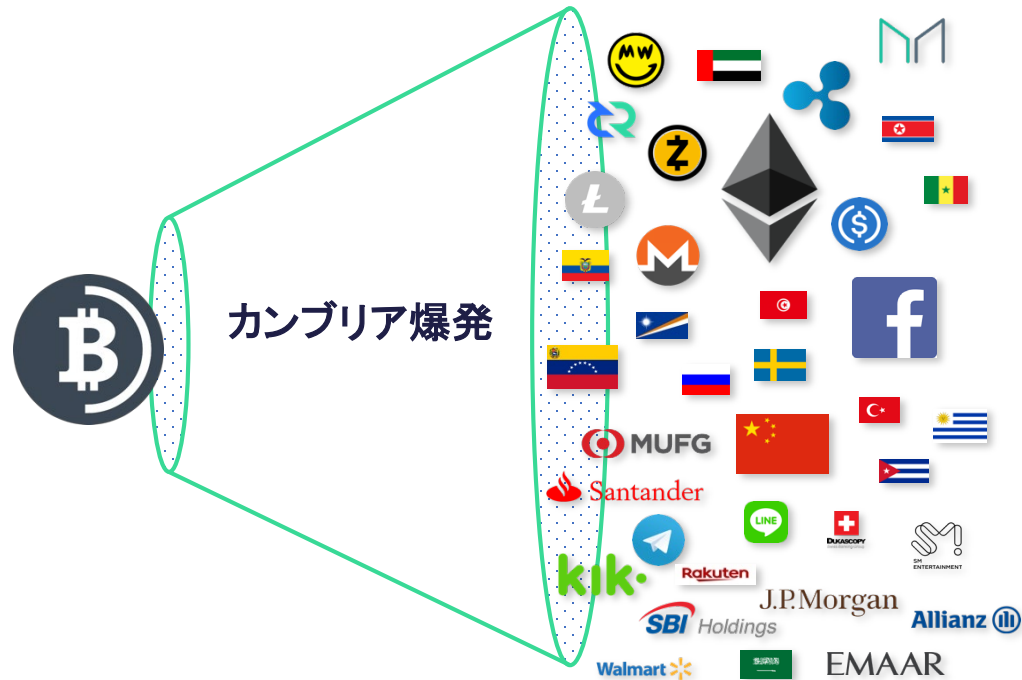 MW
カンブリア爆発
MUFG
Santander
LINE
DUKASCOPY
SM
ENTERTAINMENT
kik·
Rakuten
J.P.Morgan
SBI Holdings
Allianz
Walmart
EMAAR